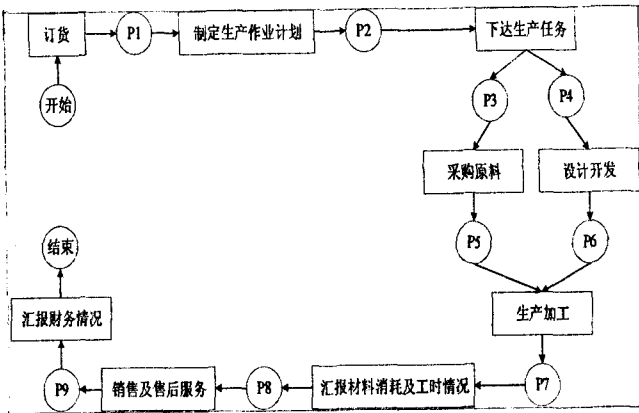 订货
P1
制定生产作业计划
P2
下达生产任务
开始
P3
P4
采购原料
设计开发
P5
P6
结束
生产加工
汇报财务情况
P9
销售及售后服务
P8
汇报材料消耗及工时情况
P7